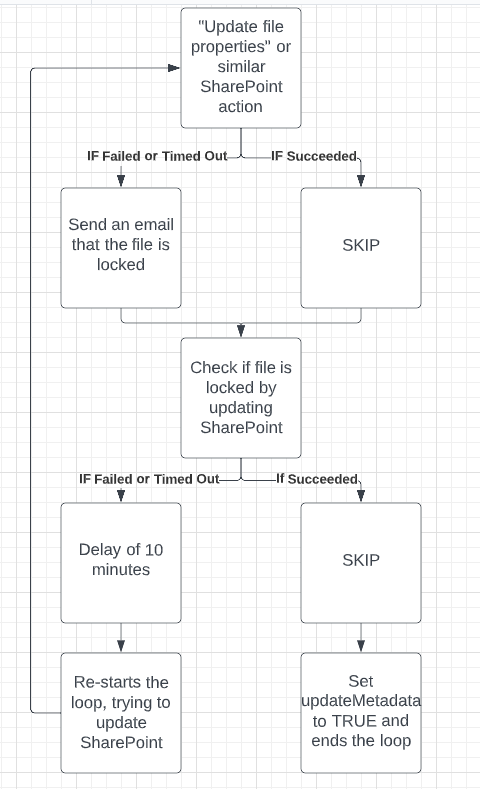 "Update file
properties" or
similar
SharePoint
action
IF Failed or Timed Out
IF Succeeded
Send an email
that the file is
locked
SKIP
Check if file is
locked by
updating
SharePoint
IF Failed or Timed Out
If Succeeded
Delay of 10
minutes
SKIP
Re-starts the
loop, trying to
update
SharePoint
Set
updateMetadata
to TRUE and
ends the loop